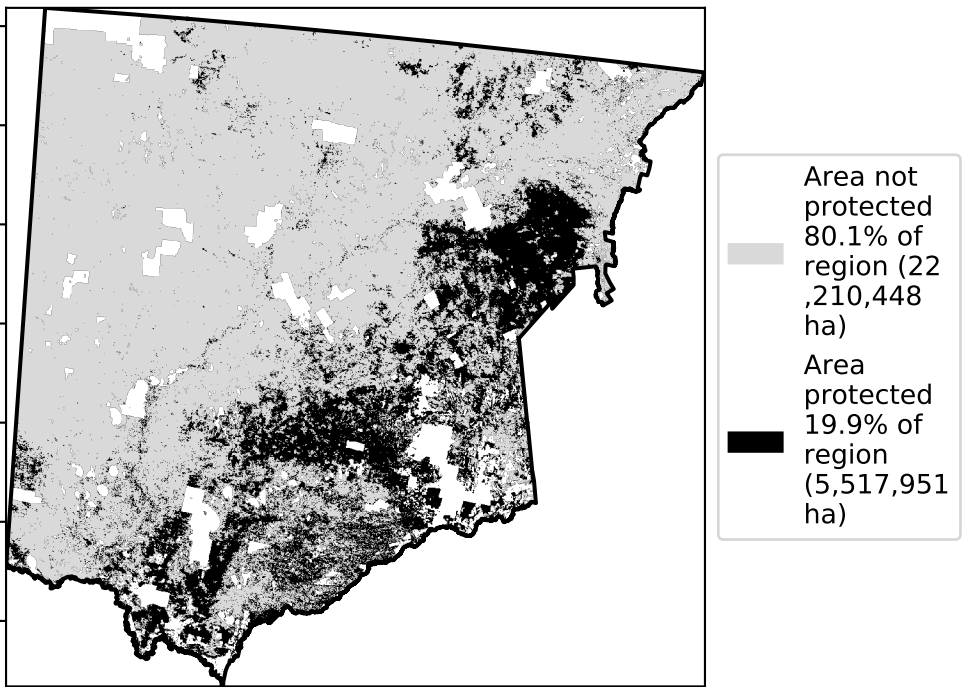 Area not
protected
80.1% of
region (22
,210,448
ha)
Area
protected
19.9% of
region
(5,517,951
ha)